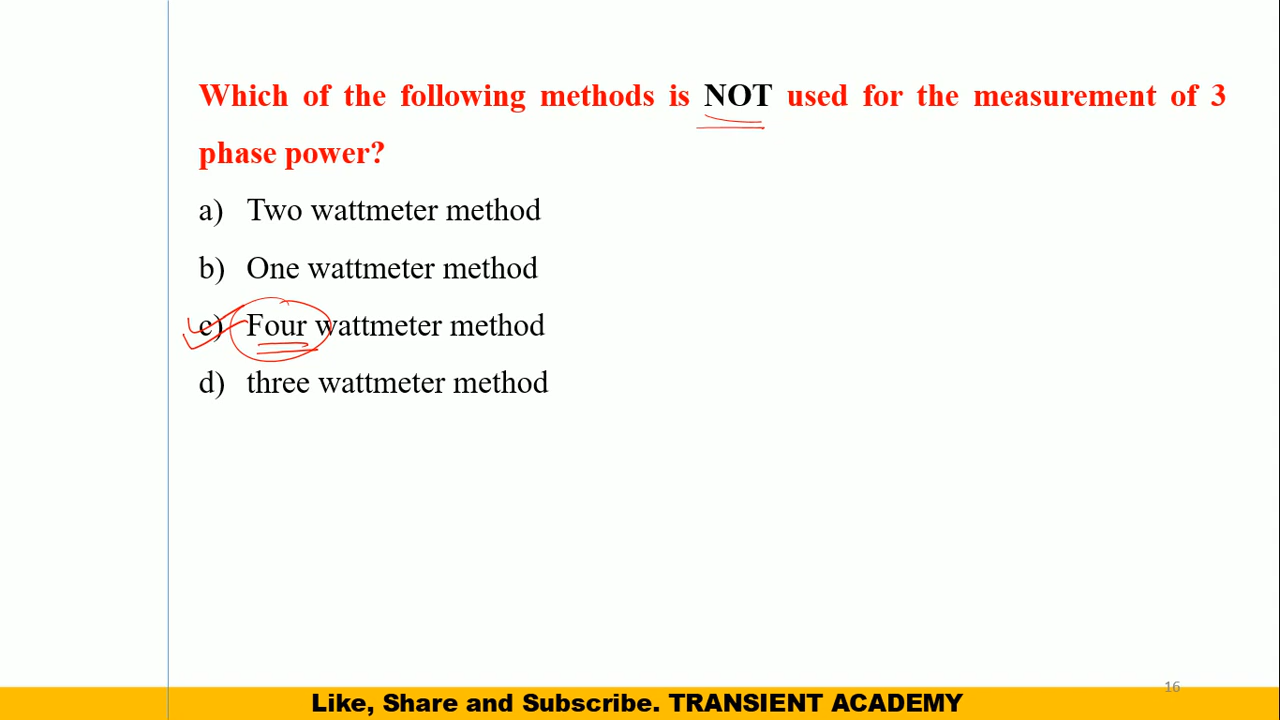 Which of the following methods is NOT used for the measurement of 3
phase power?
a) Two wattmeter method
b) One wattmeter method
c) Four wattmeter method
d) three wattmeter method
16
Like, Share and Subscribe. TRANSIENT ACADEMY